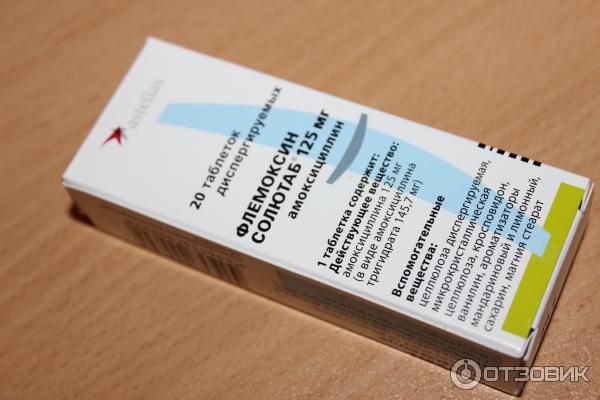 astellas
20 таблеток
диспергируемых
ФЛЕМОКСИН
СОЛЮТАБ® 125 мг
амоксициллин
1 таблетка содержит:
Действующее вещество:
амоксициллина 125 мг
(в виде амоксициллина
тригидрата 145,7 мг)
Вспомогательные
вещества:
целлюлоза диспергируемая,
микрокристаллическая
целлюлоза, кросповидон,
ванилин, ароматизаторы
мандариновый и лимонный,
сахарин, магния стеарат
ОТЗОВИК